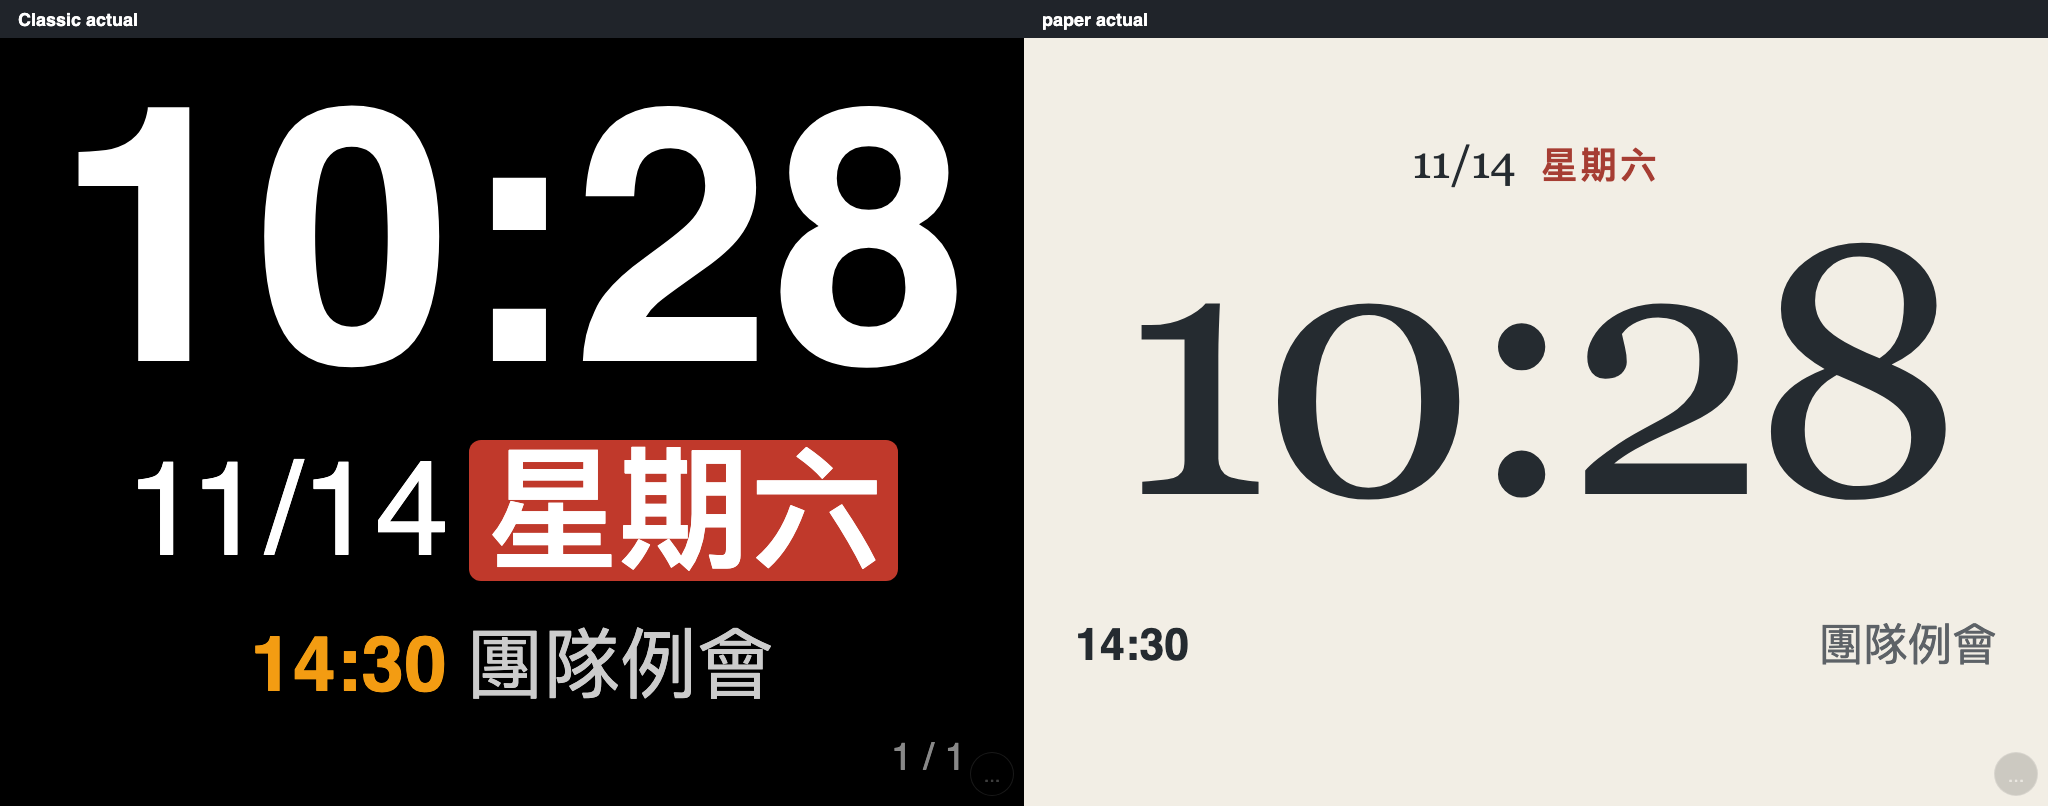 Classic actual
10:28
11/14 星期六
14:30 團隊例會
1 / 1
...
paper actual
11/14 星期六
10:28
14:30 團隊例會
...